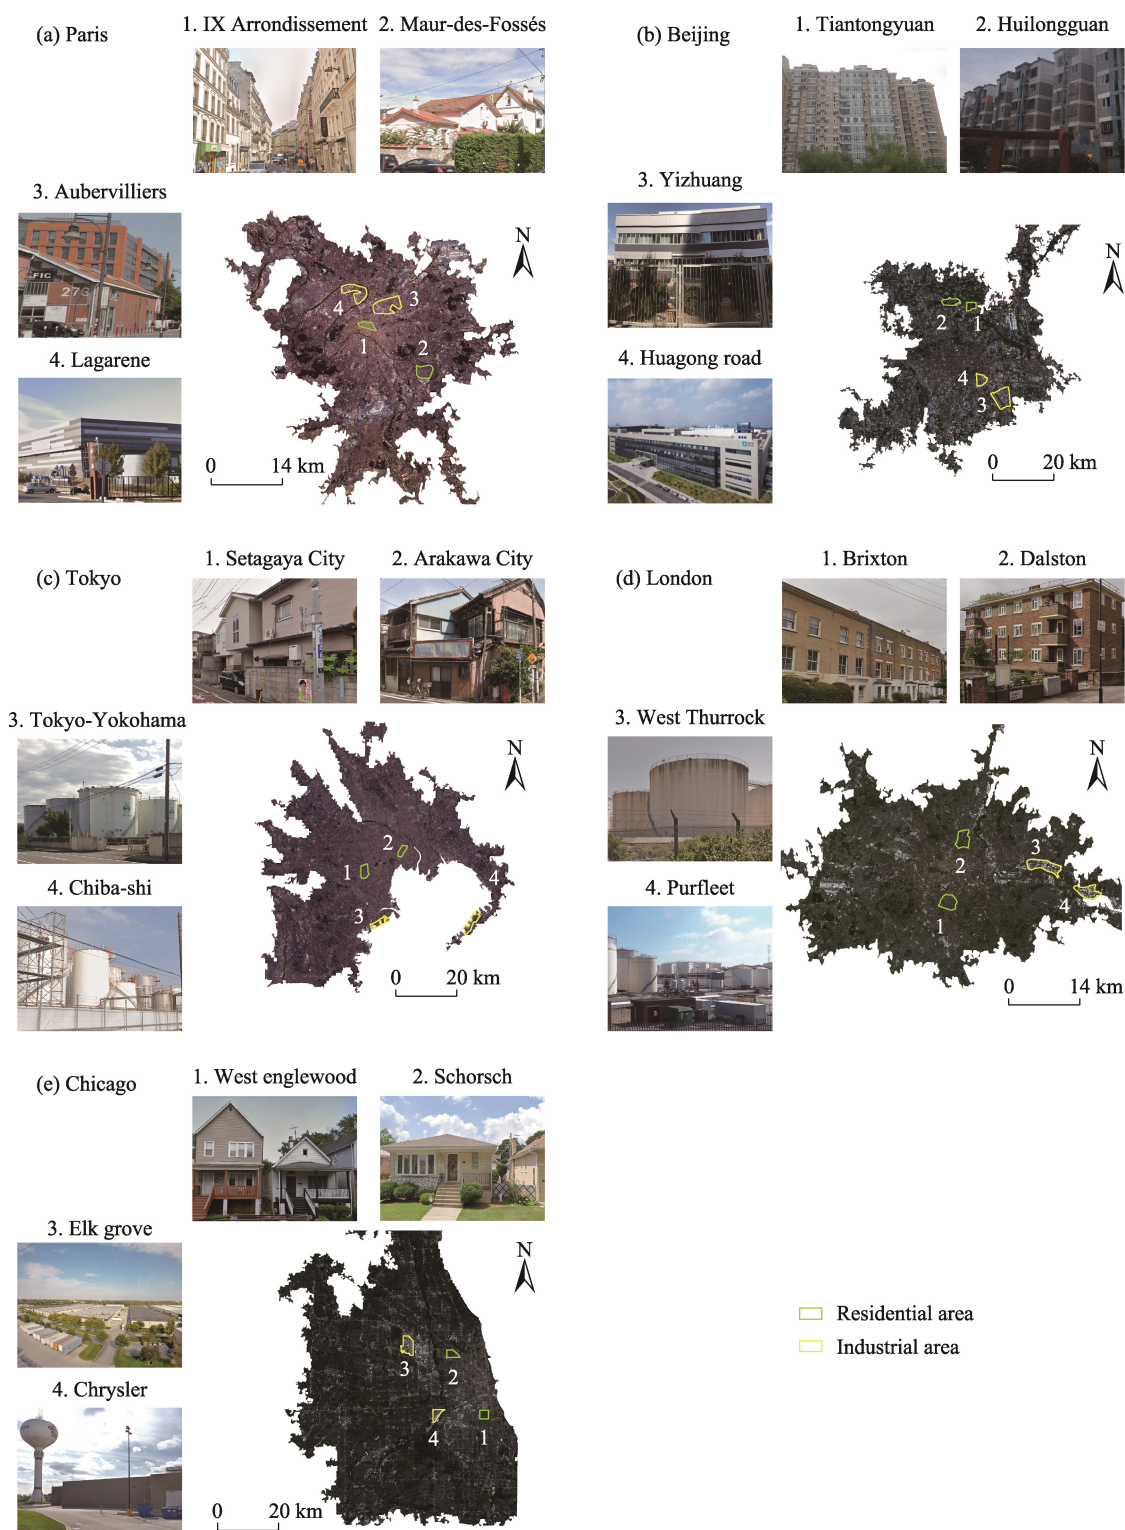 (a) Paris
1. IX Arrondissement
2. Maur-des-Fossés
3. Aubervilliers
FIC
273
4. Lagarene
N
4
3
1
2
0 14 km
(b) Beijing
1. Tiantongyuan
2. Huilongguan
3. Yizhuang
4. Huagong road
N
2
1
4
3
0 20 km
(c) Tokyo
1. Setagaya City
2. Arakawa City
3. Tokyo-Yokohama
4. Chiba-shi
N
2
1
4
3
0 20 km
(d) London
1. Brixton
2. Dalston
3. West Thurrock
4. Purfleet
N
3
2
4
1
0 14 km
(e) Chicago
1. West englewood
2. Schorsch
3. Elk grove
4. Chrysler
N
3
2
4
1
0 20 km
Residential area
Industrial area